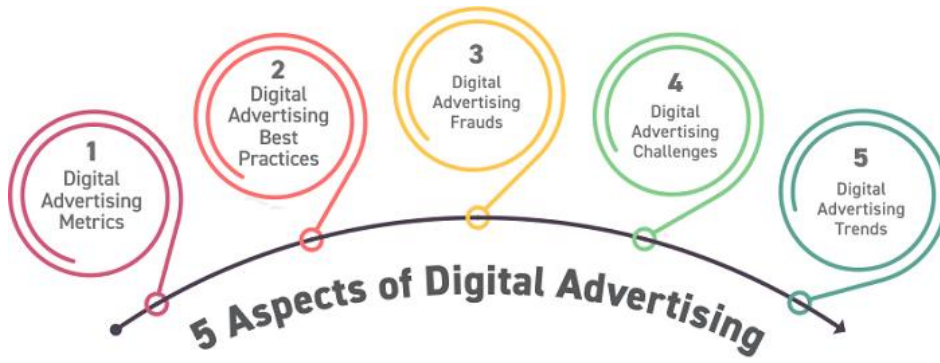 1
Digital
Advertising
Metrics
2
Digital
Advertising
Best
Practices
3
Digital
Advertising
Frauds
4
Digital
Advertising
Challenges
5
Digital
Advertising
Trends
5 Aspects of Digital Advertising